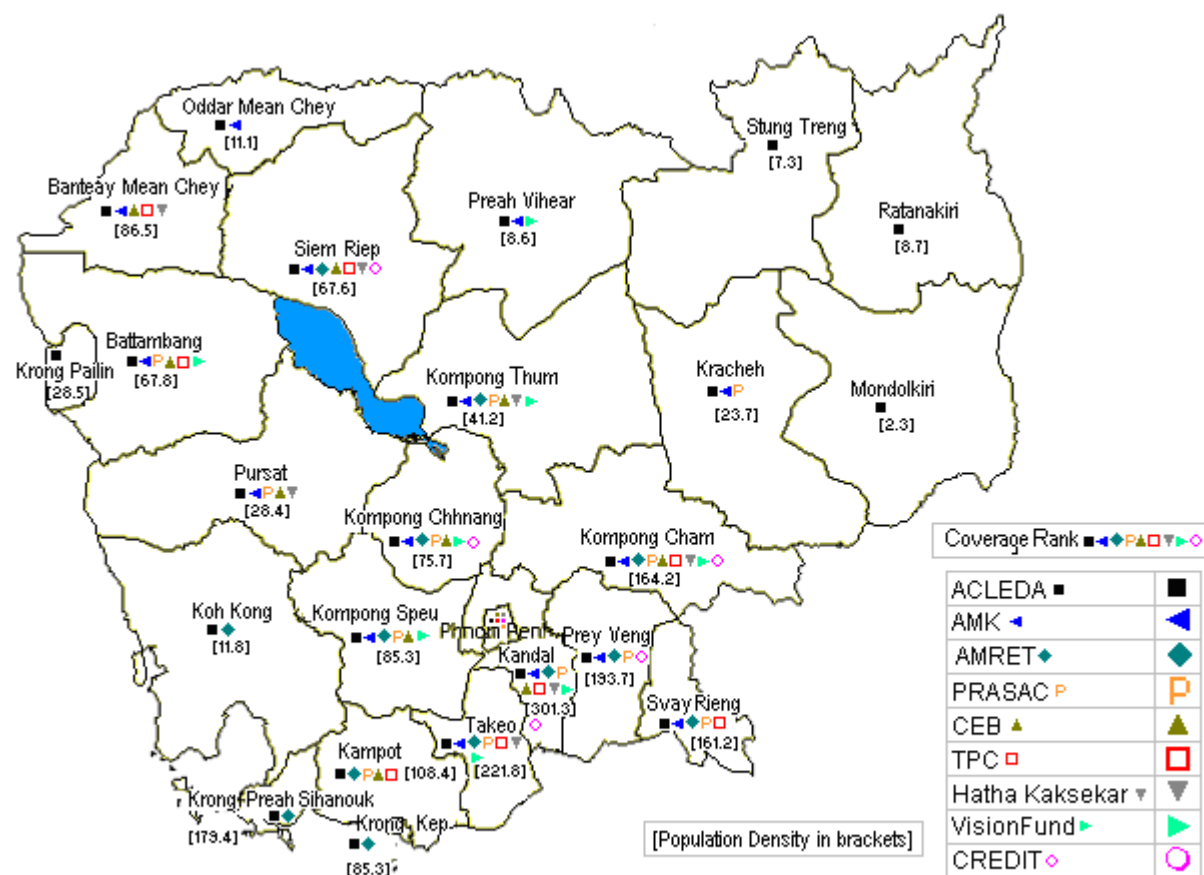 Oddar Mean Chey
[11.1]
Stung Treng
[7.3]
Banteay Mean Chey
[86.5]
Preah Vihear
[8.6]
Ratanakiri
[8.7]
Siem Riep
[67.6]
Battambang
[67.8]
Krong Pailin
[28.5]
Kompong Thum
[41.2]
Kracheh
[23.7]
Mondolkiri
[2.3]
Pursat
[28.4]
Kompong Chhnang
[75.7]
Kompong Cham
[164.2]
Koh Kong
[11.8]
Kompong Speu
[85.3]
Phnom Penh
Prey Veng
[193.7]
Kandal
[301.3]
Svay Rieng
[161.2]
Takeo
[221.8]
Kampot
[108.4]
Krong Preah Sihanouk
[173.4]
Krong Kep
[85.3]
[Population Density in brackets]
Coverage Rank
ACLEDA
AMK
AMRET
PRASAC P P
CEB
TPC
Hatha Kaksekar
VisionFund
CREDIT